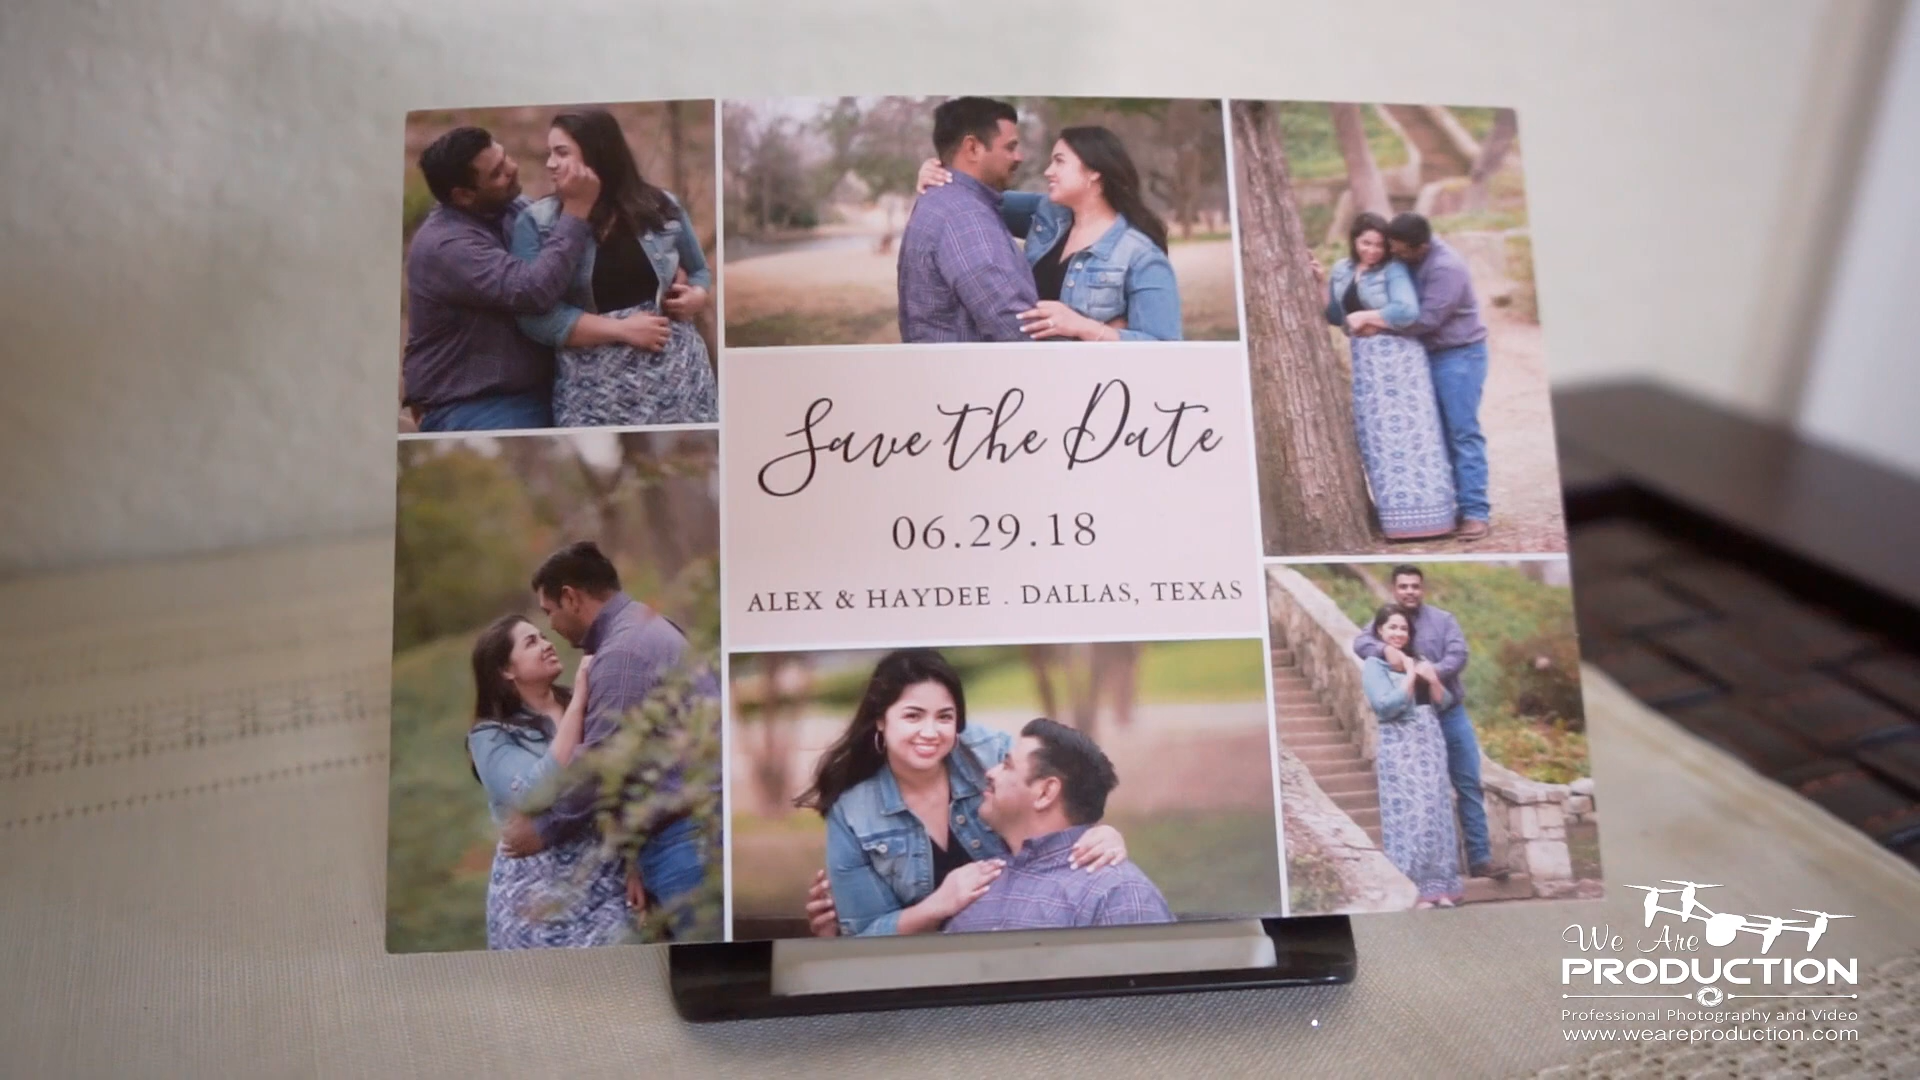 Save the Date
06.29.18
ALEX & HAYDEE . DALLAS, TEXAS
We Are
PRODUCTION
Professional Photography and Video
www.weareproduction.com